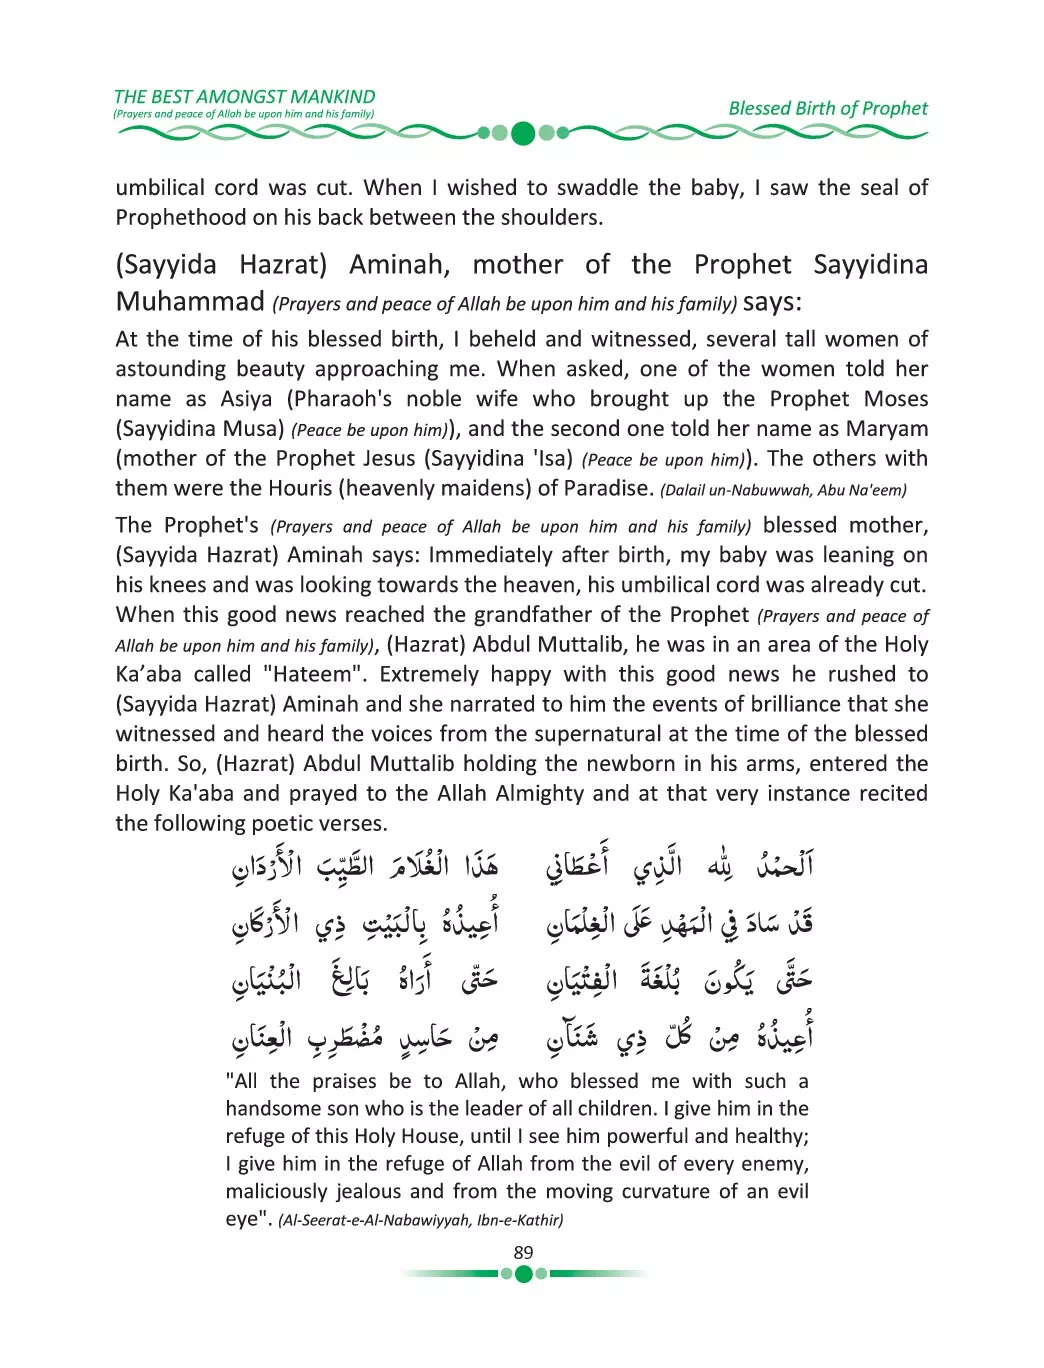 THE BEST AMONGST MANKIND
(Prayers and peace of Allah be upon him and his family)
Blessed Birth of Prophet
umbilical cord was cut. When I wished to swaddle the baby, I saw the seal of
Prophethood on his back between the shoulders.
(Sayyida Hazrat) Aminah, mother of the Prophet Sayyidina
Muhammad (Prayers and peace of Allah be upon him and his family) says:
At the time of his blessed birth, I beheld and witnessed, several tall women of
astounding beauty approaching me. When asked, one of the women told her
name as Asiya (Pharaoh's noble wife who brought up the Prophet Moses
(Sayyidina Musa) (Peace be upon him)), and the second one told her name as Maryam
(mother of the Prophet Jesus (Sayyidina 'Isa) (Peace be upon him)). The others with
them were the Houris (heavenly maidens) of Paradise. (Dalail un-Nabuwwah, Abu Na'eem)
The Prophet's (Prayers and peace of Allah be upon him and his family) blessed mother,
(Sayyida Hazrat) Aminah says: Immediately after birth, my baby was leaning on
his knees and was looking towards the heaven, his umbilical cord was already cut.
When this good news reached the grandfather of the Prophet (Prayers and peace of
Allah be upon him and his family), (Hazrat) Abdul Muttalib, he was in an area of the Holy
Ka’aba called "Hateem". Extremely happy with this good news he rushed to
(Sayyida Hazrat) Aminah and she narrated to him the events of brilliance that she
witnessed and heard the voices from the supernatural at the time of the blessed
birth. So, (Hazrat) Abdul Muttalib holding the newborn in his arms, entered the
Holy Ka'aba and prayed to the Allah Almighty and at that very instance recited
the following poetic verses.
اَلْحَمْدُ لِلّٰه الَّذِي أَعْطَانِي هَذَا الْغُلَامَ الطَّيِّبَ الْأَرْدَانِ
قَدْ سَادَ فِي الْمَهْدِ عَلَى الْغِلْمَانِ أُعِيذُهُ بِالْبَيْتِ ذِي الْأَرْكَانِ
حَتَّى يَكُونَ بُلْغَةَ الْفِتْيَانِ حَتّى أَرَاهُ بَالِغَ الْبُنْيَانِ
أُعِيذُهُ مِنْ كُلّ ذِي شَنَآنِ مِنْ حَاسِدٍ مُضْطَرِبِ الْعِنَانِ
"All the praises be to Allah, who blessed me with such a
handsome son who is the leader of all children. I give him in the
refuge of this Holy House, until I see him powerful and healthy;
I give him in the refuge of Allah from the evil of every enemy,
maliciously jealous and from the moving curvature of an evil
eye". (Al-Seerat-e-Al-Nabawiyyah, Ibn-e-Kathir)
89